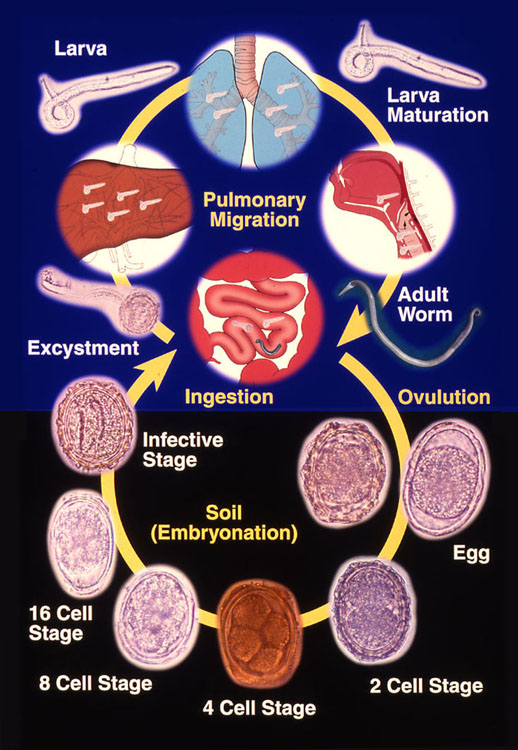 Larva
Larva
Maturation
Pulmonary
Migration
Excystment
Adult
Worm
Ingestion
Ovulution
Infective
Stage
Soil
(Embryonation)
Egg
16 Cell
Stage
8 Cell Stage
4 Cell Stage
2 Cell Stage